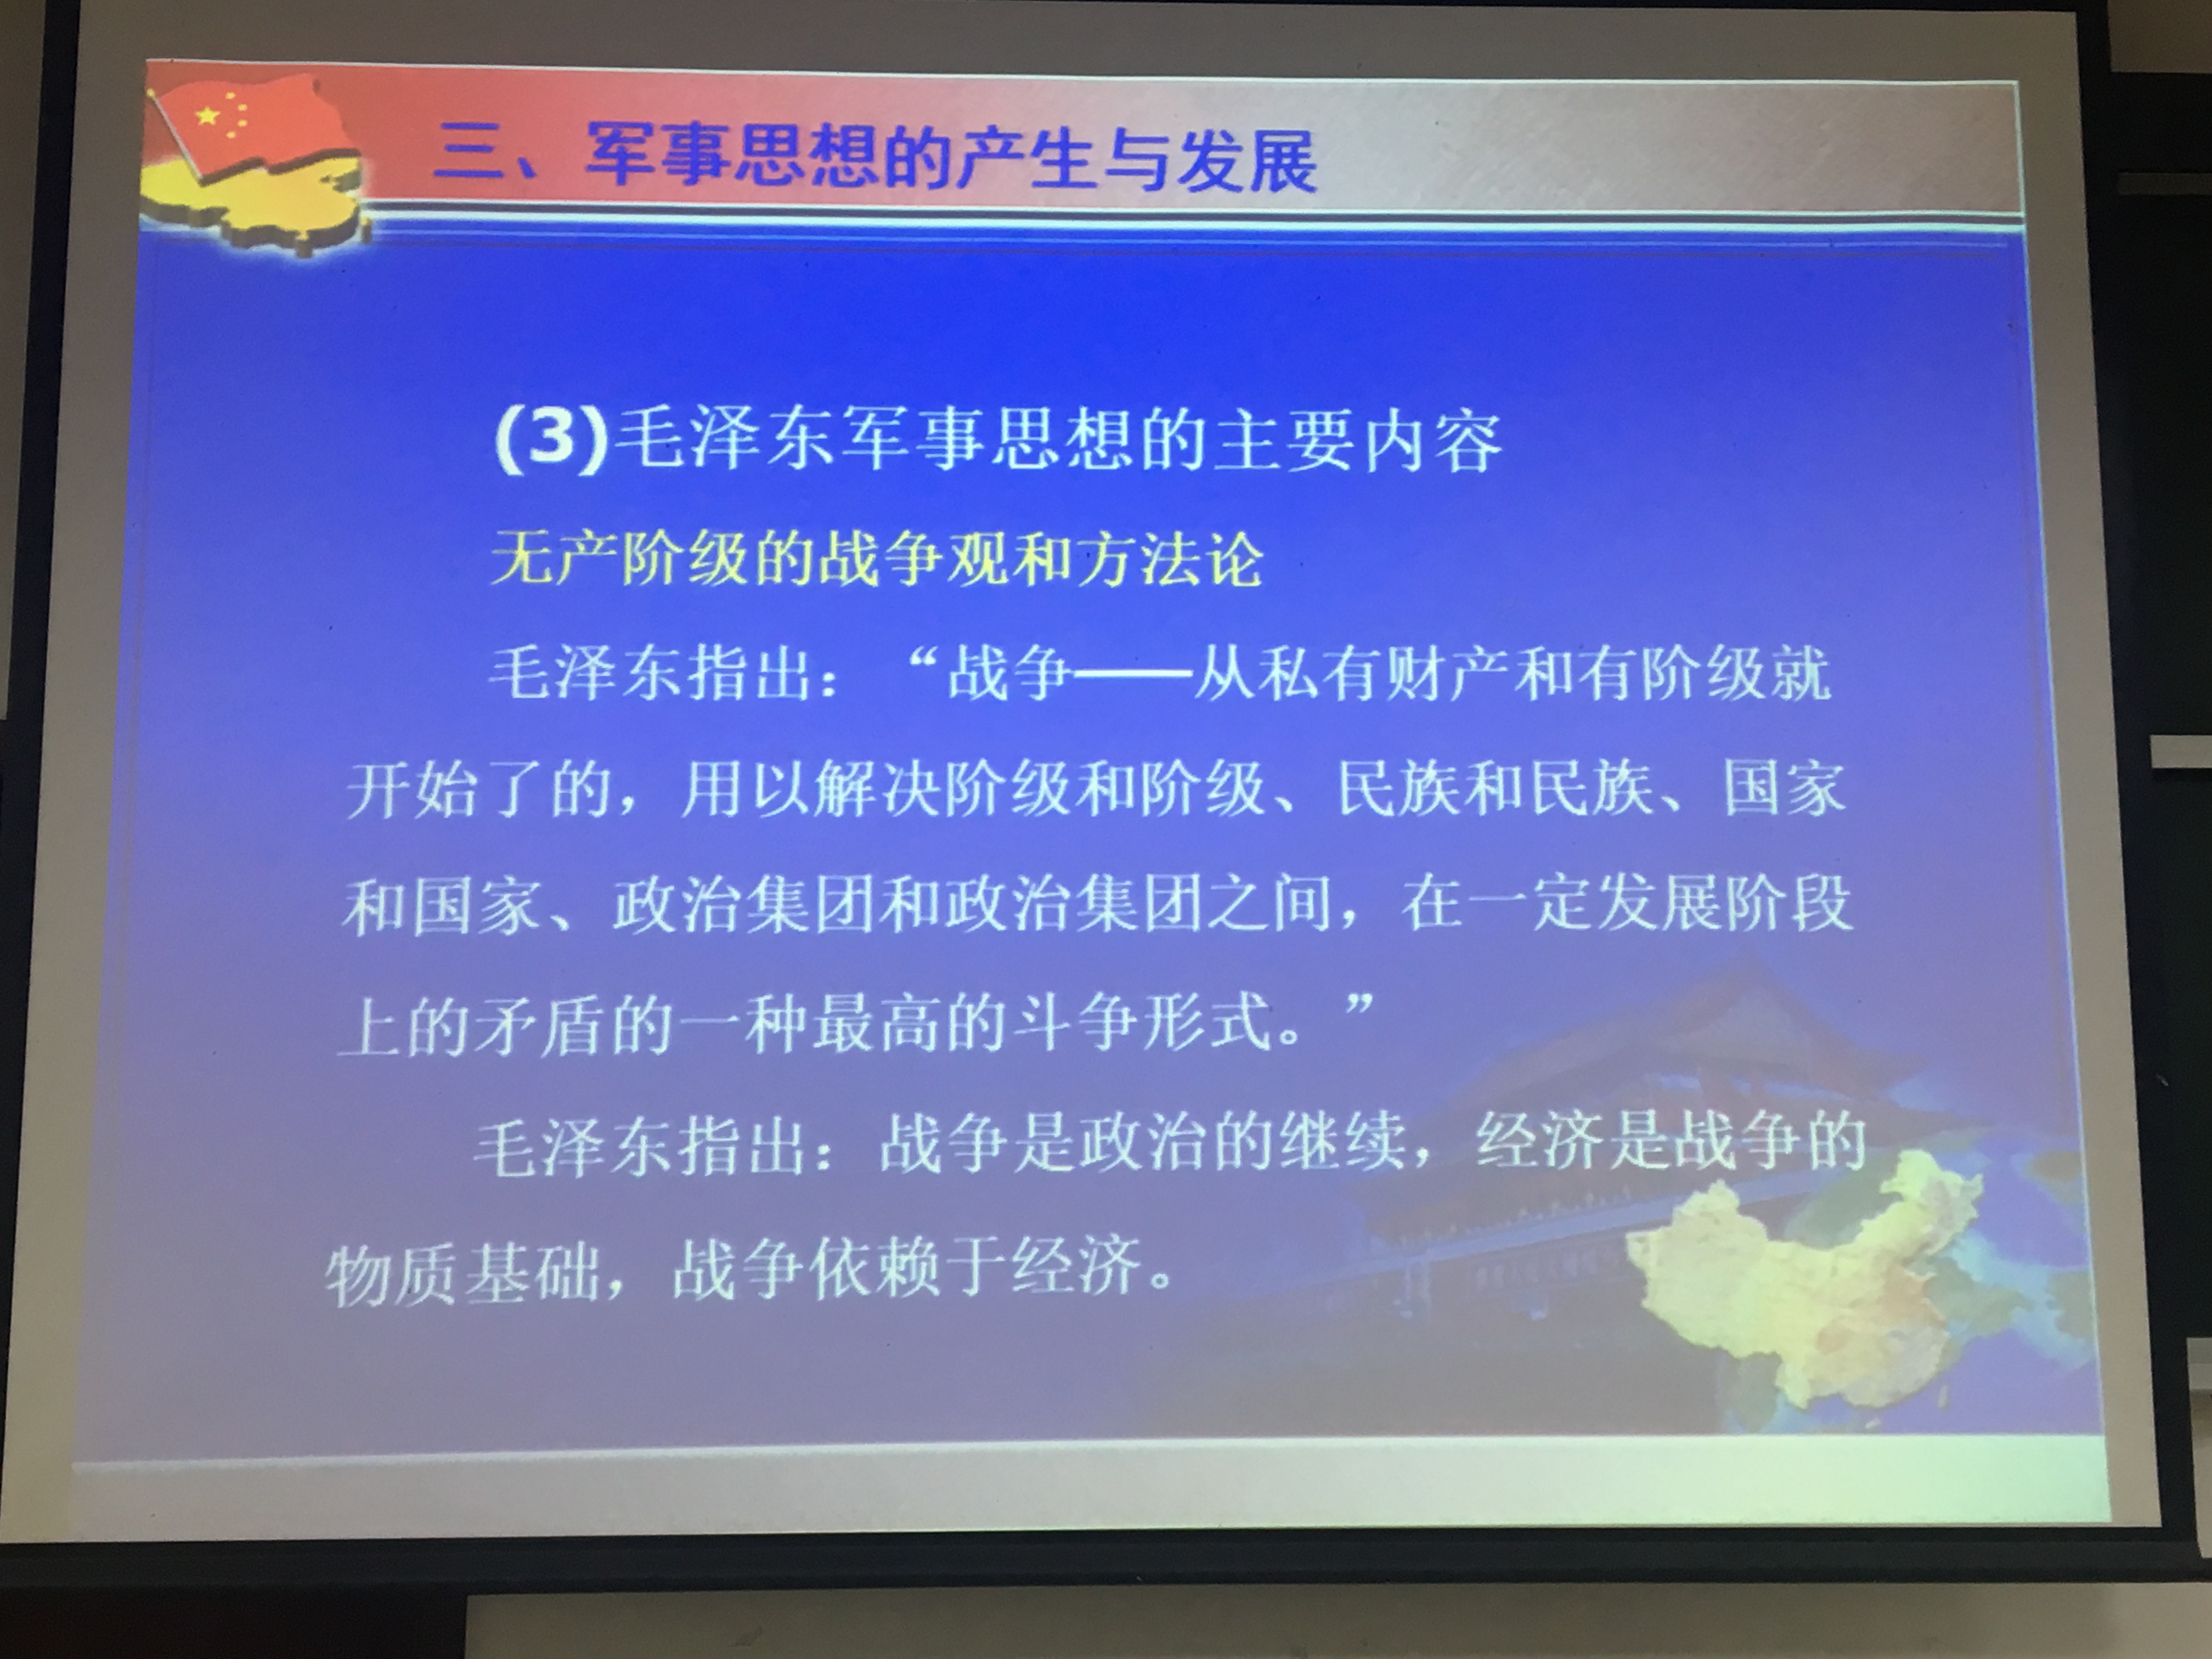 三、军事思想的产生与发展
(3)毛泽东军事思想的主要内容
无产阶级的战争观和方法论
毛泽东指出：“战争——从私有财产和有阶级就
开始了的，用以解决阶级和阶级、民族和民族、国家
和国家、政治集团和政治集团之间，在一定发展阶段
上的矛盾的一种最高的斗争形式。”
毛泽东指出：战争是政治的继续，经济是战争的
物质基础，战争依赖于经济。